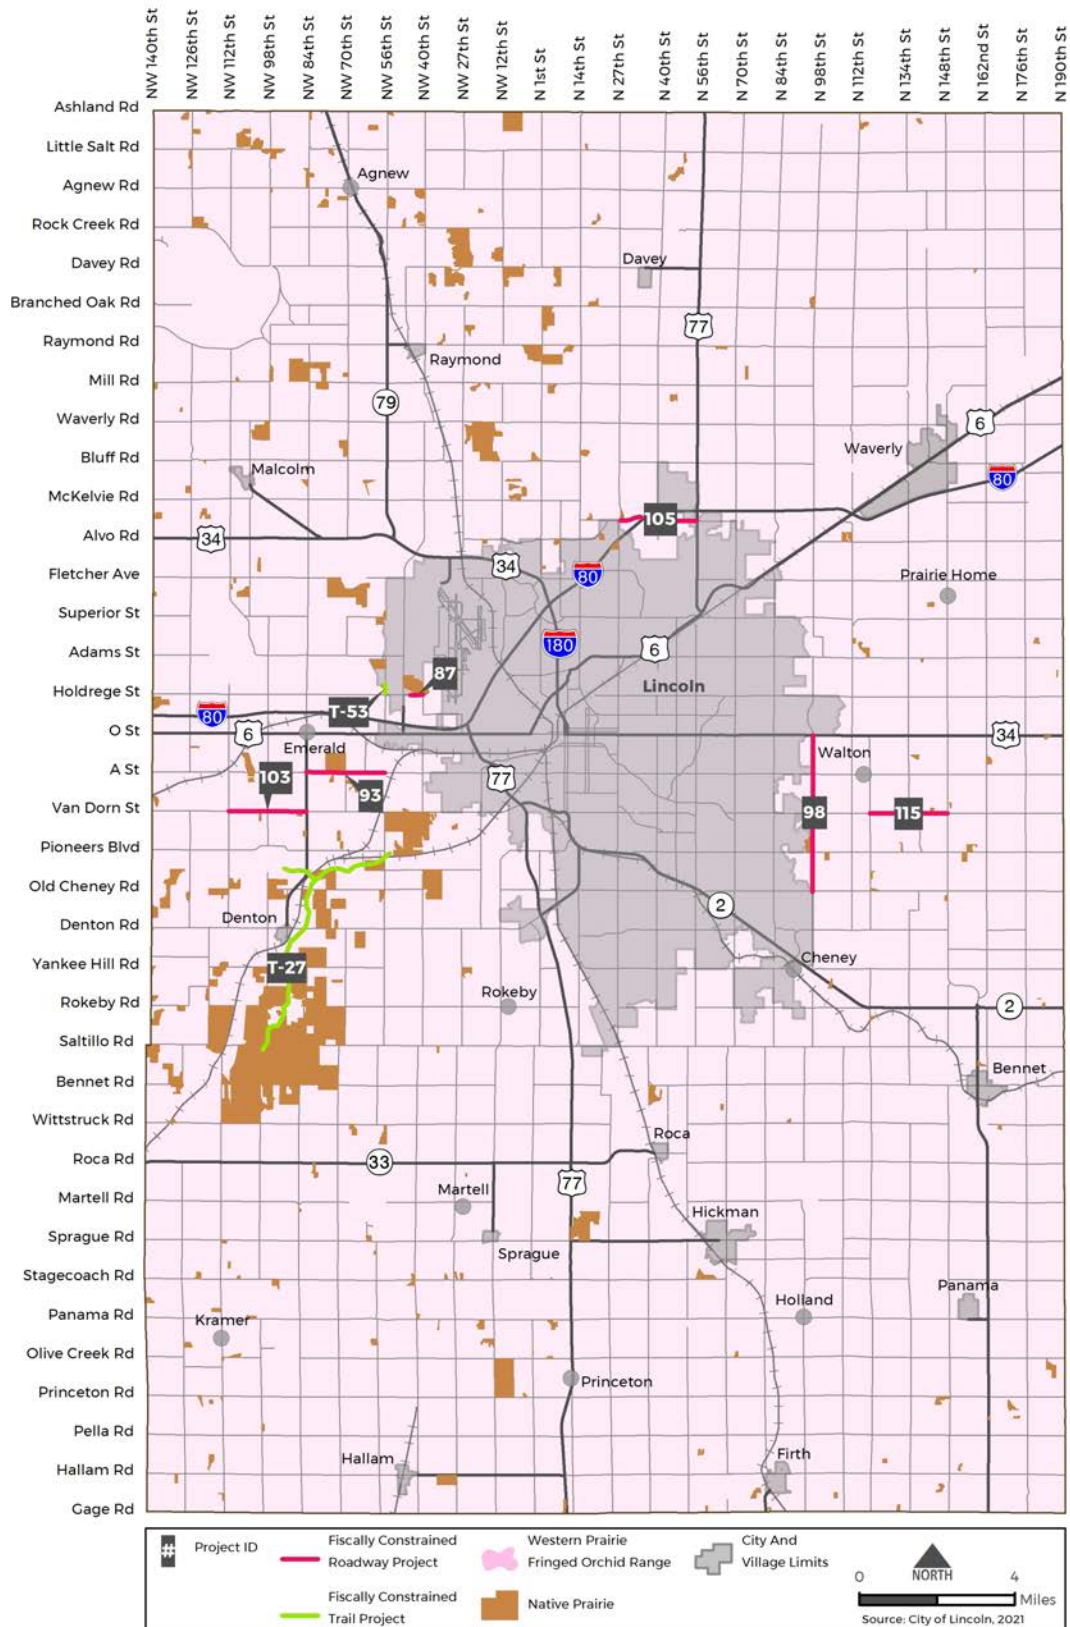 NW 140th St
NW 126th St
NW 112th St
NW 98th St
NW 84th St
NW 70th St
NW 56th St
NW 40th St
NW 27th St
NW 12th St
N 1st St
N 14th St
N 27th St
N 40th St
N 56th St
N 70th St
N 84th St
N 98th St
N 112th St
N 134th St
N 148th St
N 162nd St
N 176th St
N 190th St
Ashland Rd
Little Salt Rd
Agnew Rd
Agnew
Rock Creek Rd
Davey Rd
Davey
Branched Oak Rd
77
Raymond Rd
Raymond
Mill Rd
79
Waverly Rd
6
Waverly
Bluff Rd
Malcolm
80
McKelvie Rd
105
Alvo Rd
34
34
Fletcher Ave
80
Prairie Home
Superior St
180
Adams St
6
87
Lincoln
Holdrege St
T-53
80
O St
6
34
Emerald
Walton
A St
103
77
93
Van Dorn St
98
115
Pioneers Blvd
Old Cheney Rd
2
Denton
Denton Rd
Cheney
Yankee Hill Rd
T-27
Rokeby
Rokeby Rd
2
Saltillo Rd
Bennet
Bennet Rd
Wittstruck Rd
Roca
Roca Rd
33
77
Martell
Martell Rd
Hickman
Sprague Rd
Sprague
Stagecoach Rd
Panama
Holland
Panama Rd
Kramer
Olive Creek Rd
Princeton
Princeton Rd
Pella Rd
Hallam
Firth
Hallam Rd
Gage Rd
# Project ID
Fiscally Constrained
Roadway Project
Fiscally Constrained
Trail Project
Western Prairie
Fringed Orchid Range
Native Prairie
City And
Village Limits
NORTH
0 4
Miles
Source: City of Lincoln, 2021